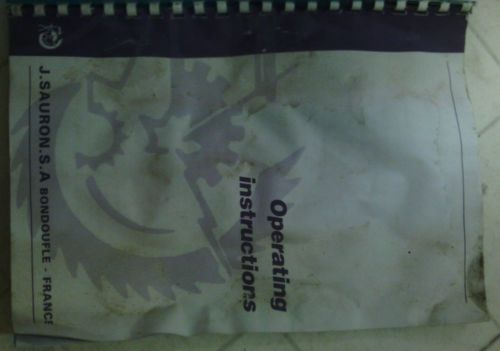 Operating
instructions
J.SAURON.S.A BONDOUFLE - FRANCE